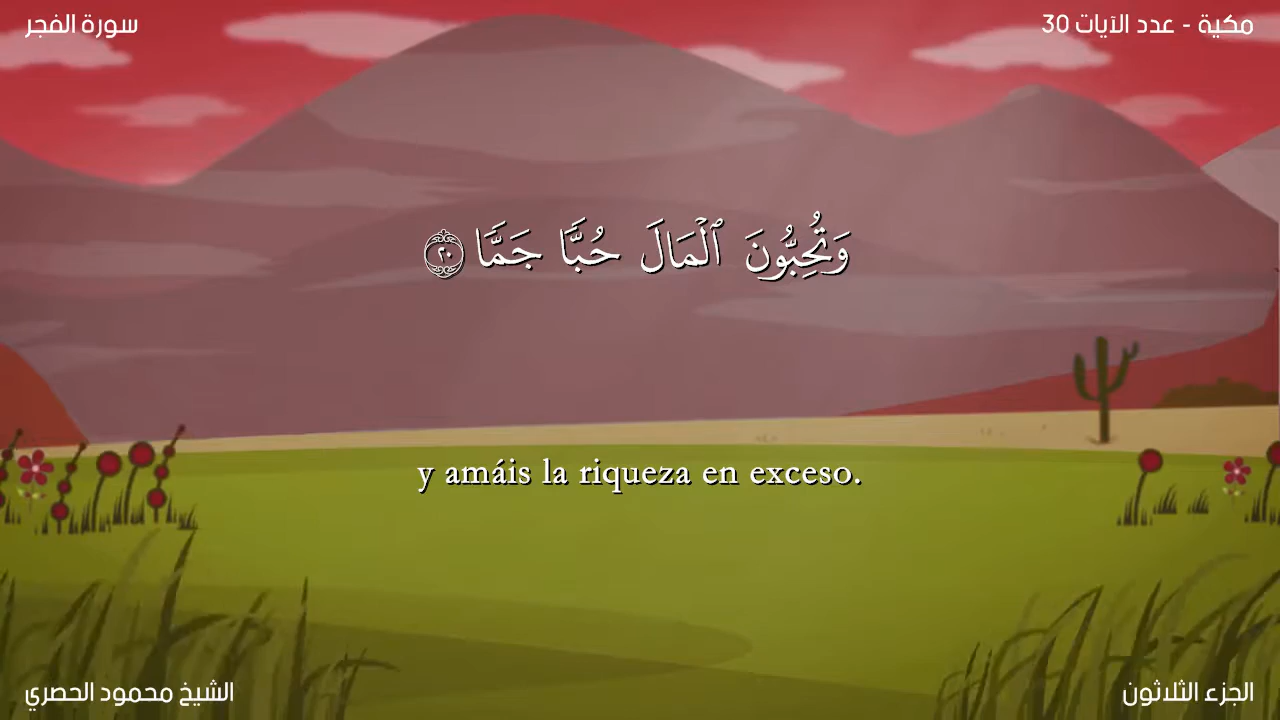 سورة الفجر
مكية - عدد الآيات 30
وَتُحِبُّونَ ٱلْمَالَ حُبًّا جَمًّا ٢٠
y amáis la riqueza en exceso.
الشيخ محمود الحصري
الجزء الثلاثون